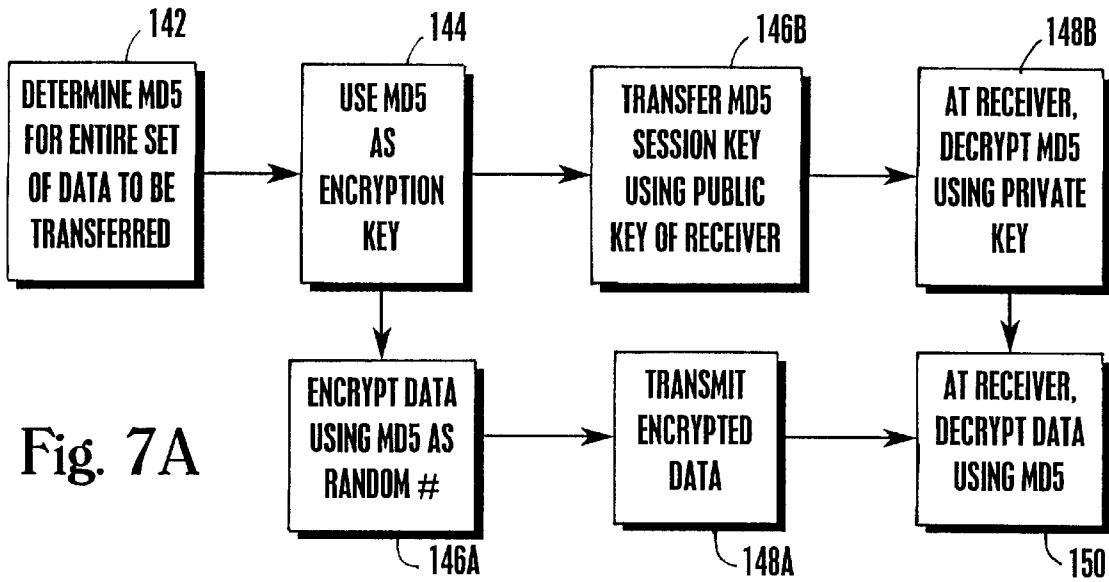 142
DETERMINE MD5
FOR ENTIRE SET
OF DATA TO BE
TRANSFERRED
144
USE MD5
AS
ENCRYPTION
KEY
146B
TRANSFER MD5
SESSION KEY
USING PUBLIC
KEY OF RECEIVER
148B
AT RECEIVER,
DECRYPT MD5
USING PRIVATE
KEY
ENCRYPT DATA
USING MD5 AS
RANDOM #
146A
TRANSMIT
ENCRYPTED
DATA
148A
AT RECEIVER,
DECRYPT DATA
USING MD5
150
Fig. 7A